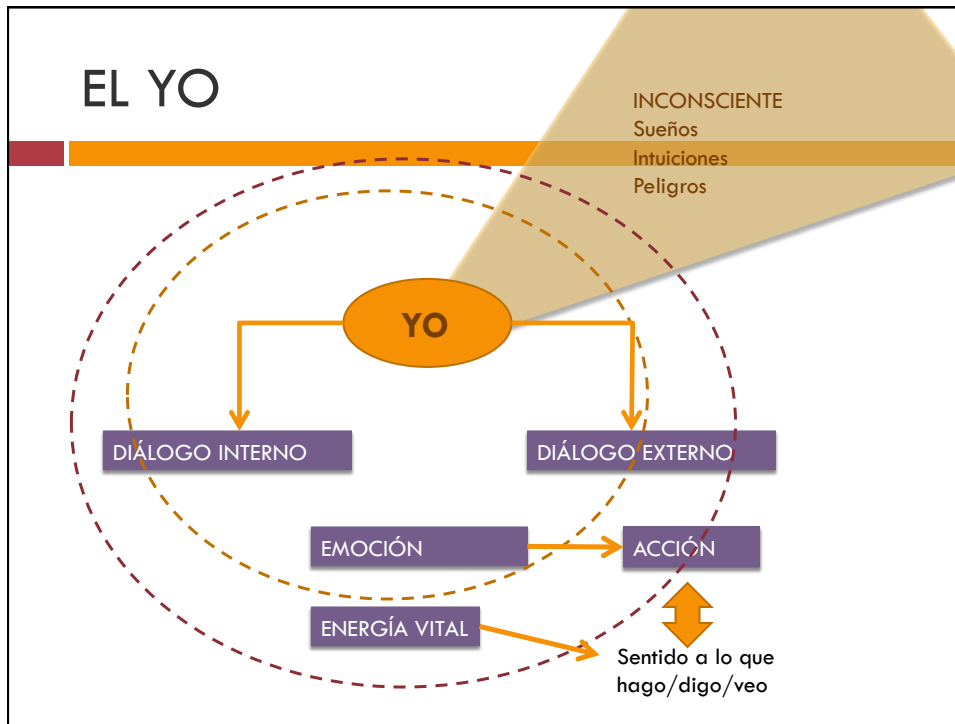 EL YO
INCONSCIENTE
Sueños
Intuiciones
Peligros
YO
DIÁLOGO INTERNO
DIÁLOGO EXTERNO
EMOCIÓN
ACCIÓN
ENERGÍA VITAL
Sentido a lo que
hago/digo/veo